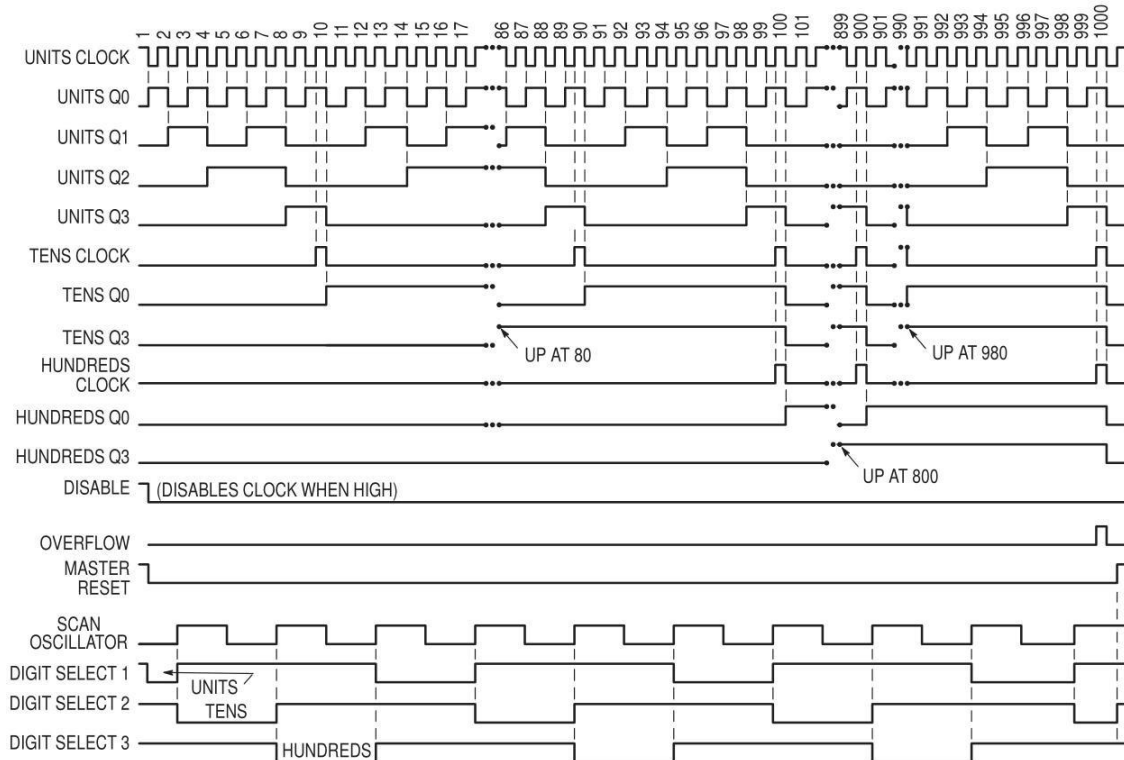 1 2 3 4 5 6 7 8 9 10 11 12 13 14 15 16 17 86 87 88 89 90 91 92 93 94 95 96 97 98 99 100 101 899 900 901 990 991 992 993 994 995 996 997 998 999 1000
UNITS CLOCK
UNITS Q0
UNITS Q1
UNITS Q2
UNITS Q3
TENS CLOCK
TENS Q0
TENS Q3
UP AT 80
UP AT 980
HUNDREDS
CLOCK
HUNDREDS Q0
HUNDREDS Q3
UP AT 800
DISABLE (DISABLES CLOCK WHEN HIGH)
OVERFLOW
MASTER
RESET
SCAN
OSCILLATOR
DIGIT SELECT 1
UNITS
DIGIT SELECT 2
TENS
DIGIT SELECT 3
HUNDREDS